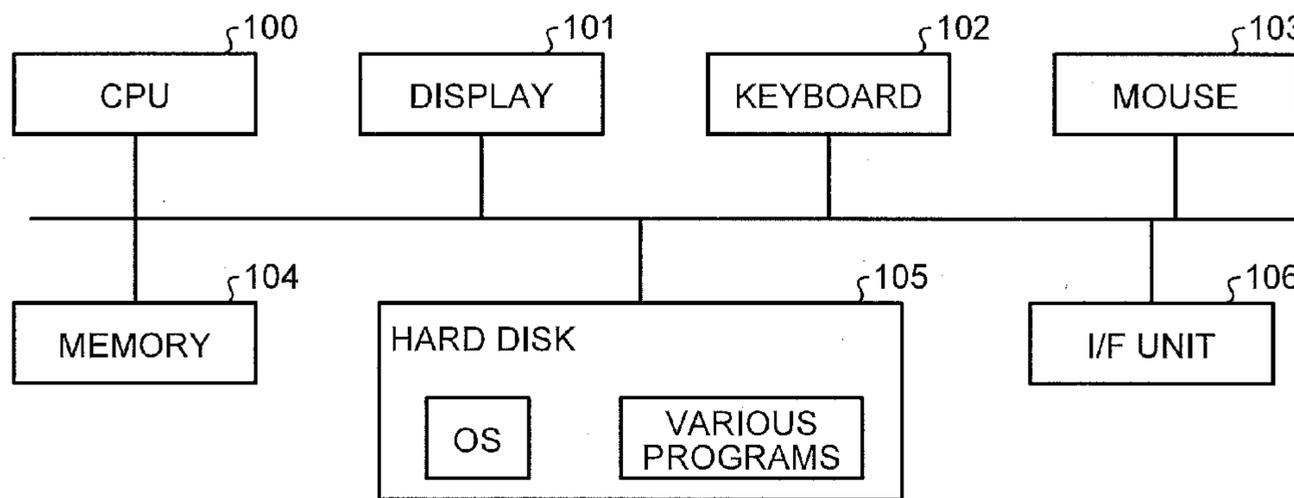 100
101
102
103
CPU
DISPLAY
KEYBOARD
MOUSE
104
105
106
MEMORY
HARD DISK
I/F UNIT
OS
VARIOUS
PROGRAMS